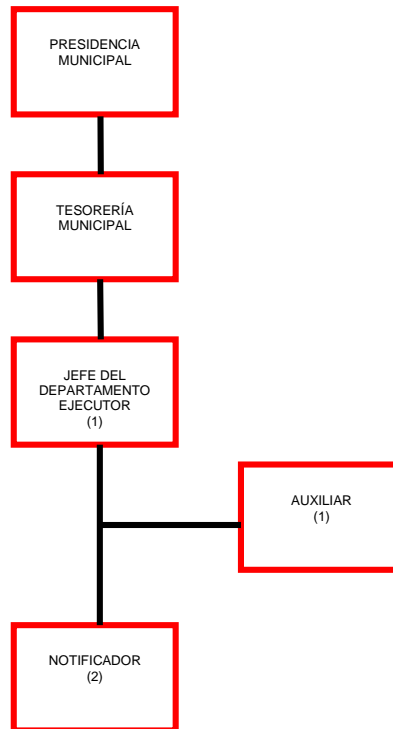 PRESIDENCIA
MUNICIPAL
TESORERÍA
MUNICIPAL
JEFE DEL
DEPARTAMENTO
EJECUTOR
(1)
AUXILIAR
(1)
NOTIFICADOR
(2)